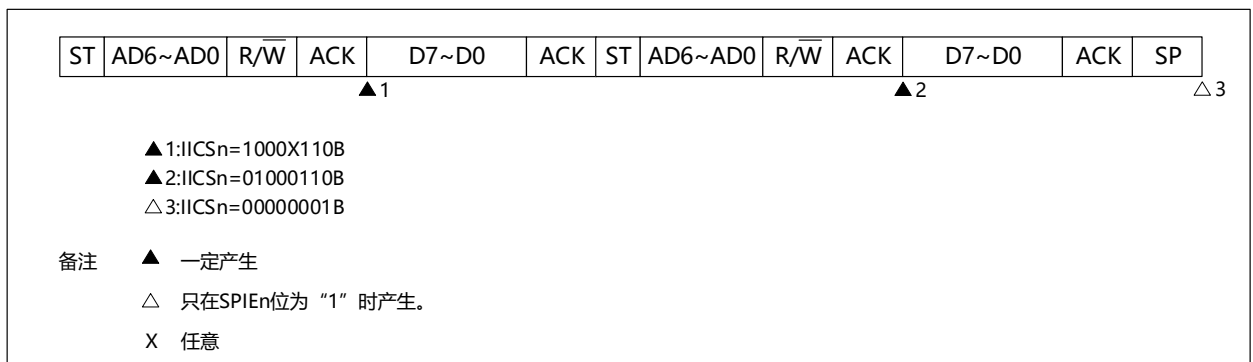 ST AD6~AD0 R/W̅ ACK D7~D0 ACK ST AD6~AD0 R/W̅ ACK D7~D0 ACK SP
▲1 ▲2 △3
▲1:IICSn=1000X110B
▲2:IICSn=01000110B
△3:IICSn=00000001B
备注 ▲ 一定产生
△ 只在SPIEn位为“1”时产生。
X 任意